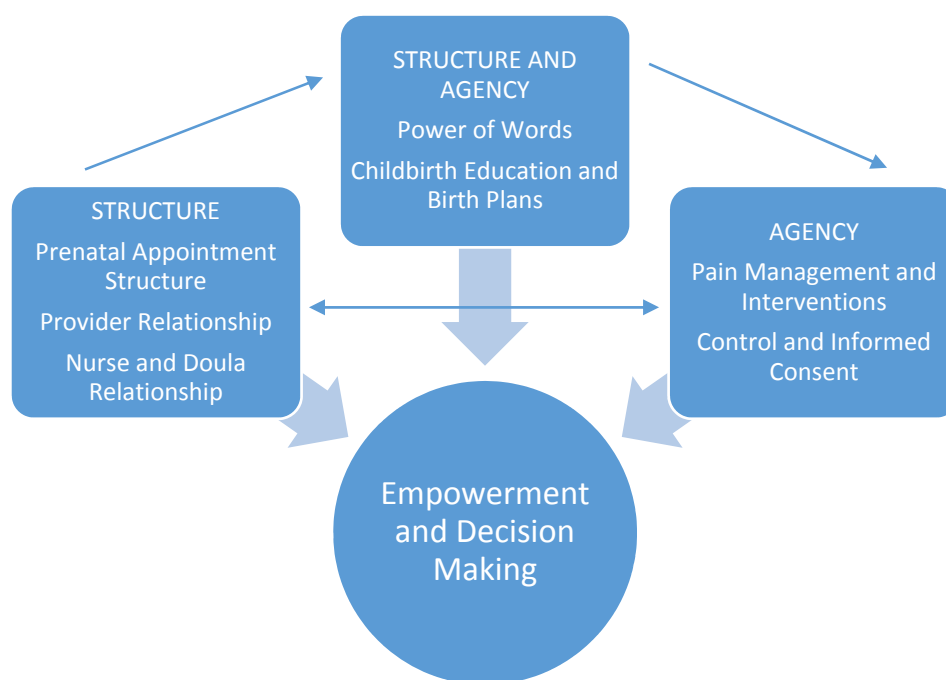 STRUCTURE AND
AGENCY
Power of Words
Childbirth Education and
Birth Plans
STRUCTURE
Prenatal Appointment
Structure
Provider Relationship
Nurse and Doula
Relationship
AGENCY
Pain Management and
Interventions
Control and Informed
Consent
Empowerment
and Decision
Making